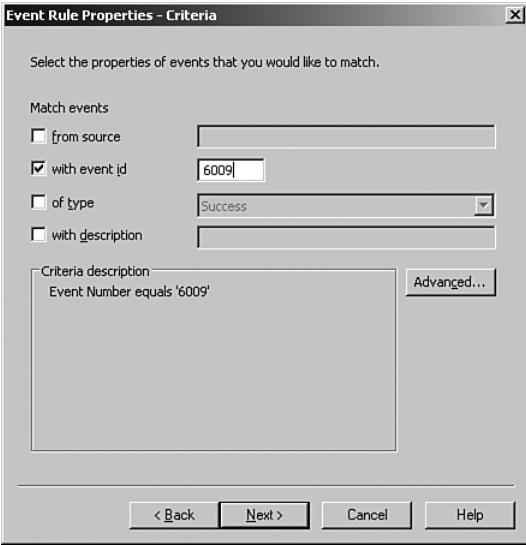 Event Rule Properties - Criteria
Select the properties of events that you would like to match.
Match events
from source
with event id 6009
of type Success
with description
Criteria description
Event Number equals '6009'
Advanced...
< Back Next > Cancel Help